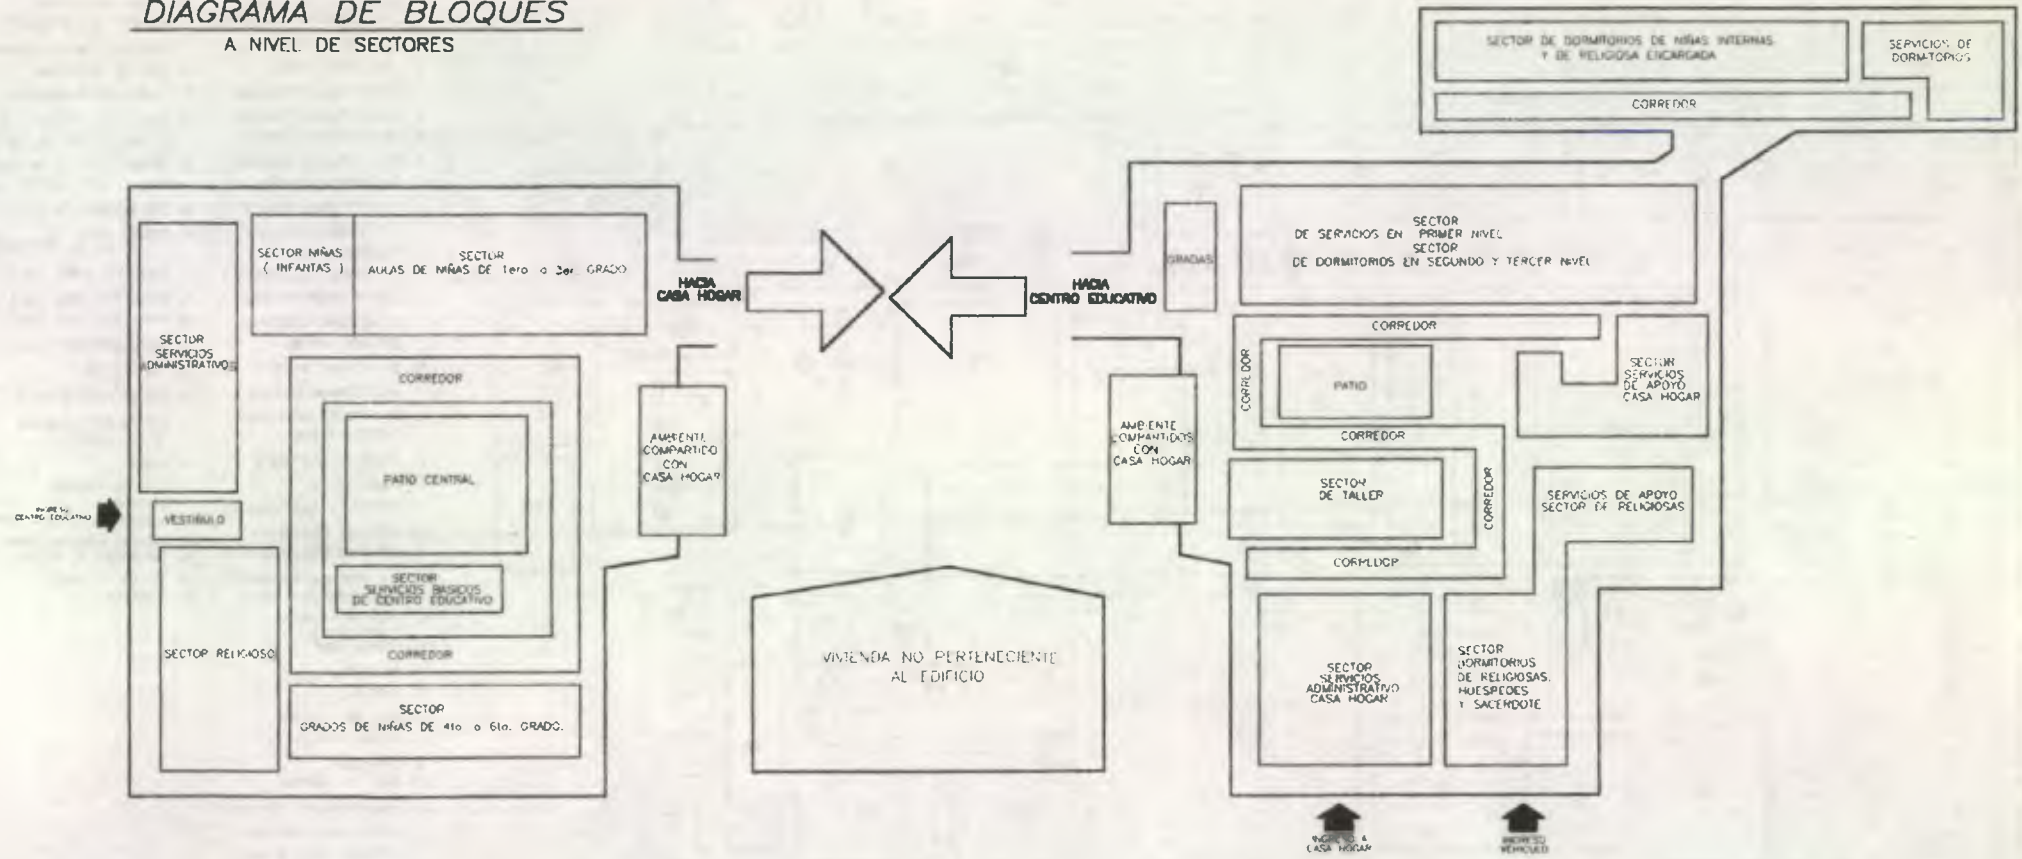 DIAGRAMA DE BLOQUES
A NIVEL DE SECTORES
SECTOR DE DORMITORIOS DE NIÑAS INTERNAS
Y DE RELIGIOSA ENCARGADA
SERVICIOS DE
DORMITORIOS
CORREDOR
SECTOR NIÑAS
( INFANTAS )
SECTOR
AULAS DE NIÑAS DE 1ero a 3er. GRADO
SECTOR
SERVICIOS
ADMINISTRATIVOS
CORREDOR
PATIO CENTRAL
SECTOR
SERVICIOS BASICOS
DE CENTRO EDUCATIVO
CORREDOR
INGRESO
CENTRO EDUCATIVO
VESTIBULO
SECTOR RELIGIOSO
SECTOR
GRADOS DE NIÑAS DE 4to a 6to. GRADO.
HACIA
CASA HOGAR
AMBIENTE
COMPARTIDO
CON
CASA HOGAR
HACIA
CENTRO EDUCATIVO
VIVIENDA NO PERTENECIENTE
AL EDIFICIO
GRADAS
SECTOR
DE SERVICIOS EN PRIMER NIVEL
SECTOR
DE DORMITORIOS EN SEGUNDO Y TERCER NIVEL
CORREDOR
CORREDOR
PATIO
SECTOR
SERVICIOS
DE APOYO
CASA HOGAR
AMBIENTE
COMPARTIDOS
CON
CASA HOGAR
CORREDOR
SECTOR
DE TALLER
CORREDOR
SERVICIOS DE APOYO
SECTOR DE RELIGIOSAS
CORREDOR
SECTOR
SERVICIOS
ADMINISTRATIVO
CASA HOGAR
SECTOR
DORMITORIOS
DE RELIGIOSAS,
HUESPEDES
Y SACERDOTE
INGRESO A
CASA HOGAR
INGRESO
VEHICULO